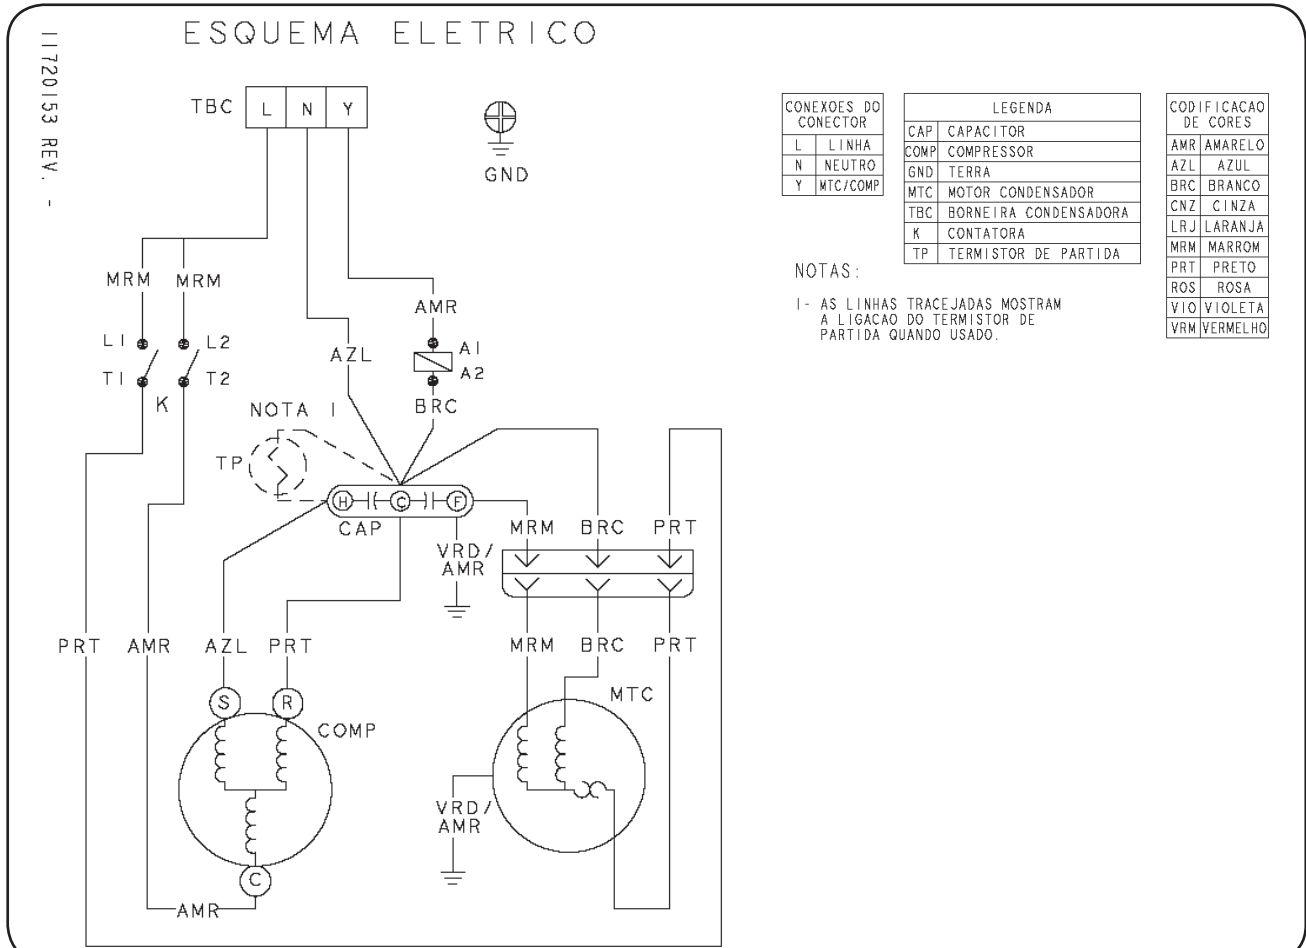 ESQUEMA ELETRICO
11720153 REV. -
TBC L N Y
GND
MRM MRM
AMR
L1 L2
AZL
A1
A2
T1 T2
K
BRC
NOTA 1
TP
H C F
CAP
VRD/
AMR
MRM BRC PRT
PRT AMR AZL PRT
MRM BRC PRT
S R
COMP
MTC
VRD/
AMR
C
AMR
CONEXOES DO
CONECTOR
L LINHA
N NEUTRO
Y MTC/COMP
LEGENDA
CAP CAPACITOR
COMP COMPRESSOR
GND TERRA
MTC MOTOR CONDENSADOR
TBC BORNEIRA CONDENSADORA
K CONTATORA
TP TERMISTOR DE PARTIDA
CODIFICACAO
DE CORES
AMR AMARELO
AZL AZUL
BRC BRANCO
CNZ CINZA
LRJ LARANJA
MRM MARROM
PRT PRETO
ROS ROSA
VIO VIOLETA
VRM VERMELHO
NOTAS:
1- AS LINHAS TRACEJADAS MOSTRAM
A LIGACAO DO TERMISTOR DE
PARTIDA QUANDO USADO.